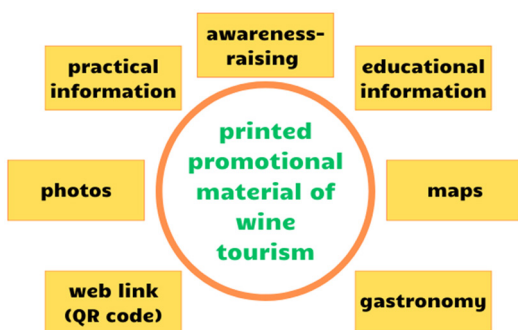 awareness-
raising
practical
information
educational
information
printed
promotional
material of
wine
tourism
photos
maps
web link
(QR code)
gastronomy